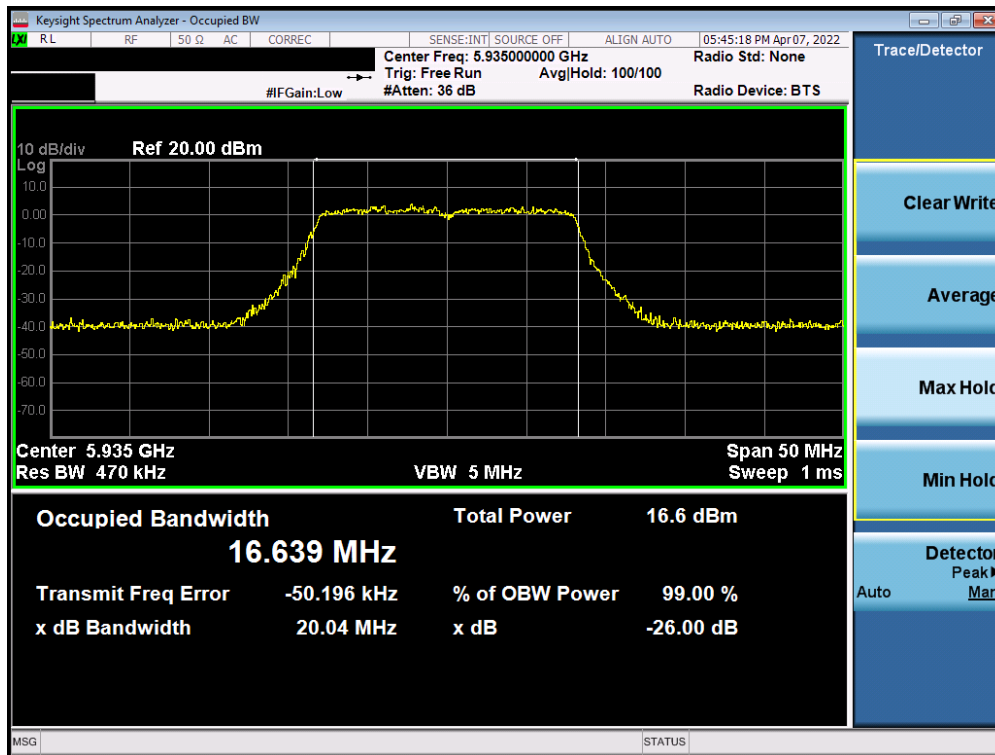 Keysight Spectrum Analyzer - Occupied BW
LXI RL RF 50 Ω AC CORREC SENSE:INT SOURCE OFF ALIGN AUTO 05:45:18 PM Apr 07, 2022
Center Freq: 5.935000000 GHz Radio Std: None
Trig: Free Run Avg|Hold: 100/100
#IFGain:Low #Atten: 36 dB Radio Device: BTS
10 dB/div Ref 20.00 dBm
Log
10.0
0.00
-10.0
-20.0
-30.0
-40.0
-50.0
-60.0
-70.0
Center 5.935 GHz Span 50 MHz
Res BW 470 kHz VBW 5 MHz Sweep 1 ms
Occupied Bandwidth Total Power 16.6 dBm
16.639 MHz
Transmit Freq Error -50.196 kHz % of OBW Power 99.00 %
x dB Bandwidth 20.04 MHz x dB -26.00 dB
MSG STATUS
Trace/Detector
Clear Write
Average
Max Hold
Min Hold
Detector
Peak
Auto Man